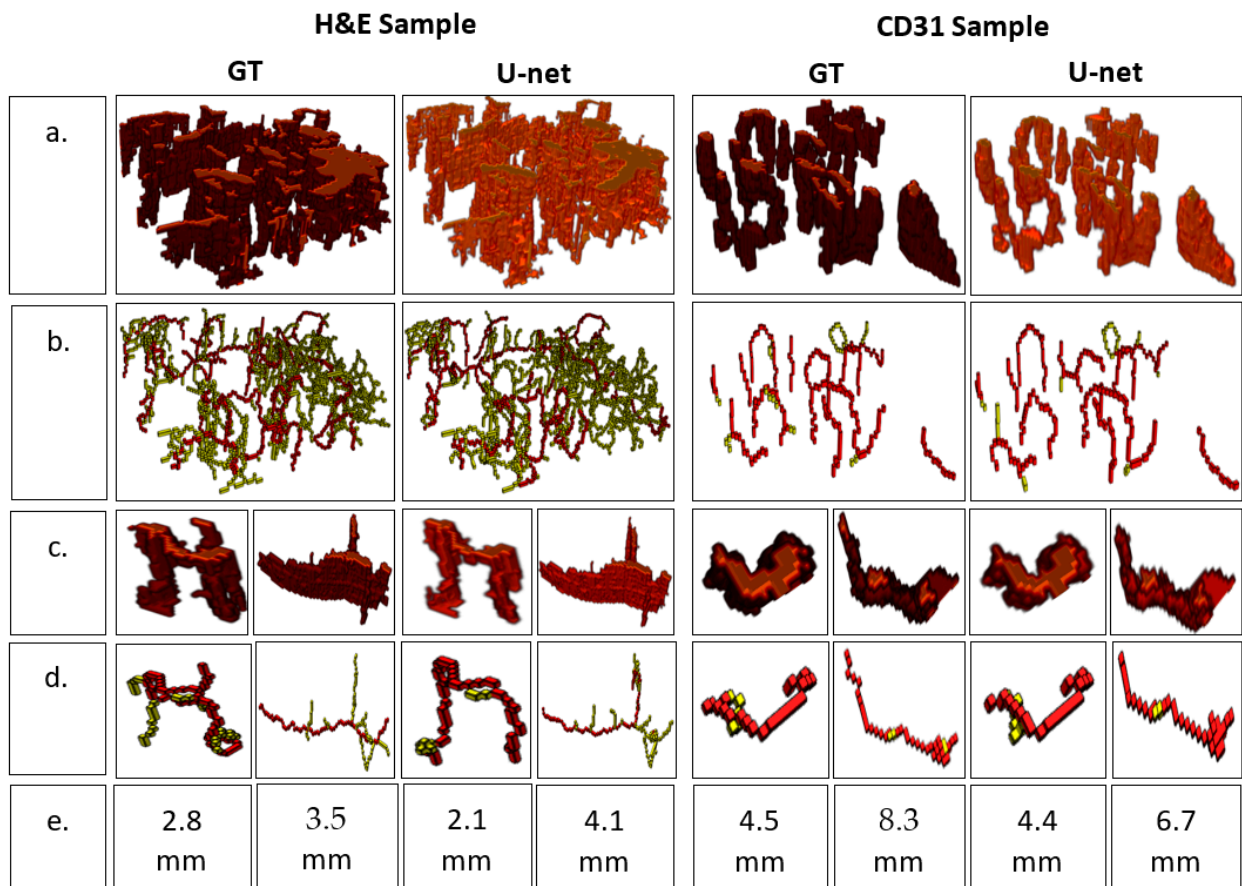 H&E Sample
CD31 Sample
GT
U-net
GT
U-net
a.
b.
c.
d.
e.
2.8
mm
3.5
mm
2.1
mm
4.1
mm
4.5
mm
8.3
mm
4.4
mm
6.7
mm